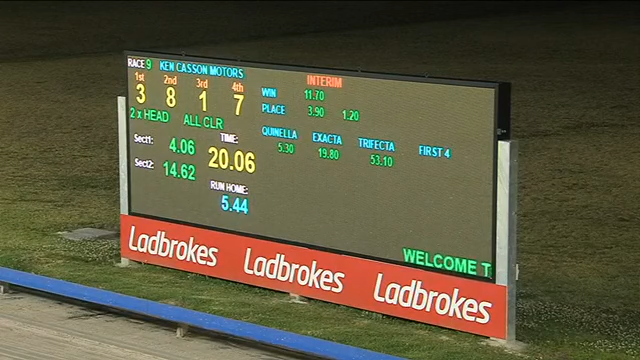 RACE 9 KEN CASSON MOTORS
1st 2nd 3rd 4th
3 8 1 7
2 x HEAD ALL CLR
INTERIM
WIN 11.70
PLACE 3.90 1.20
QUINELLA EXACTA TRIFECTA FIRST 4
5.30 19.80 53.10
Sect1: 4.06
Sect2: 14.62
TIME:
20.06
RUN HOME:
5.44
WELCOME T
Ladbrokes Ladbrokes Ladbrokes